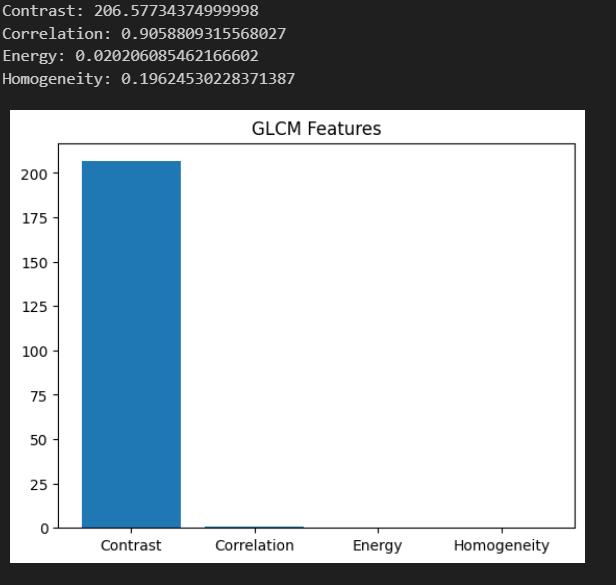 Contrast: 206.57734374999998
Correlation: 0.9058809315568027
Energy: 0.020206085462166602
Homogeneity: 0.19624530228371387
GLCM Features
200
175
150
125
100
75
50
25
0
Contrast Correlation Energy Homogeneity